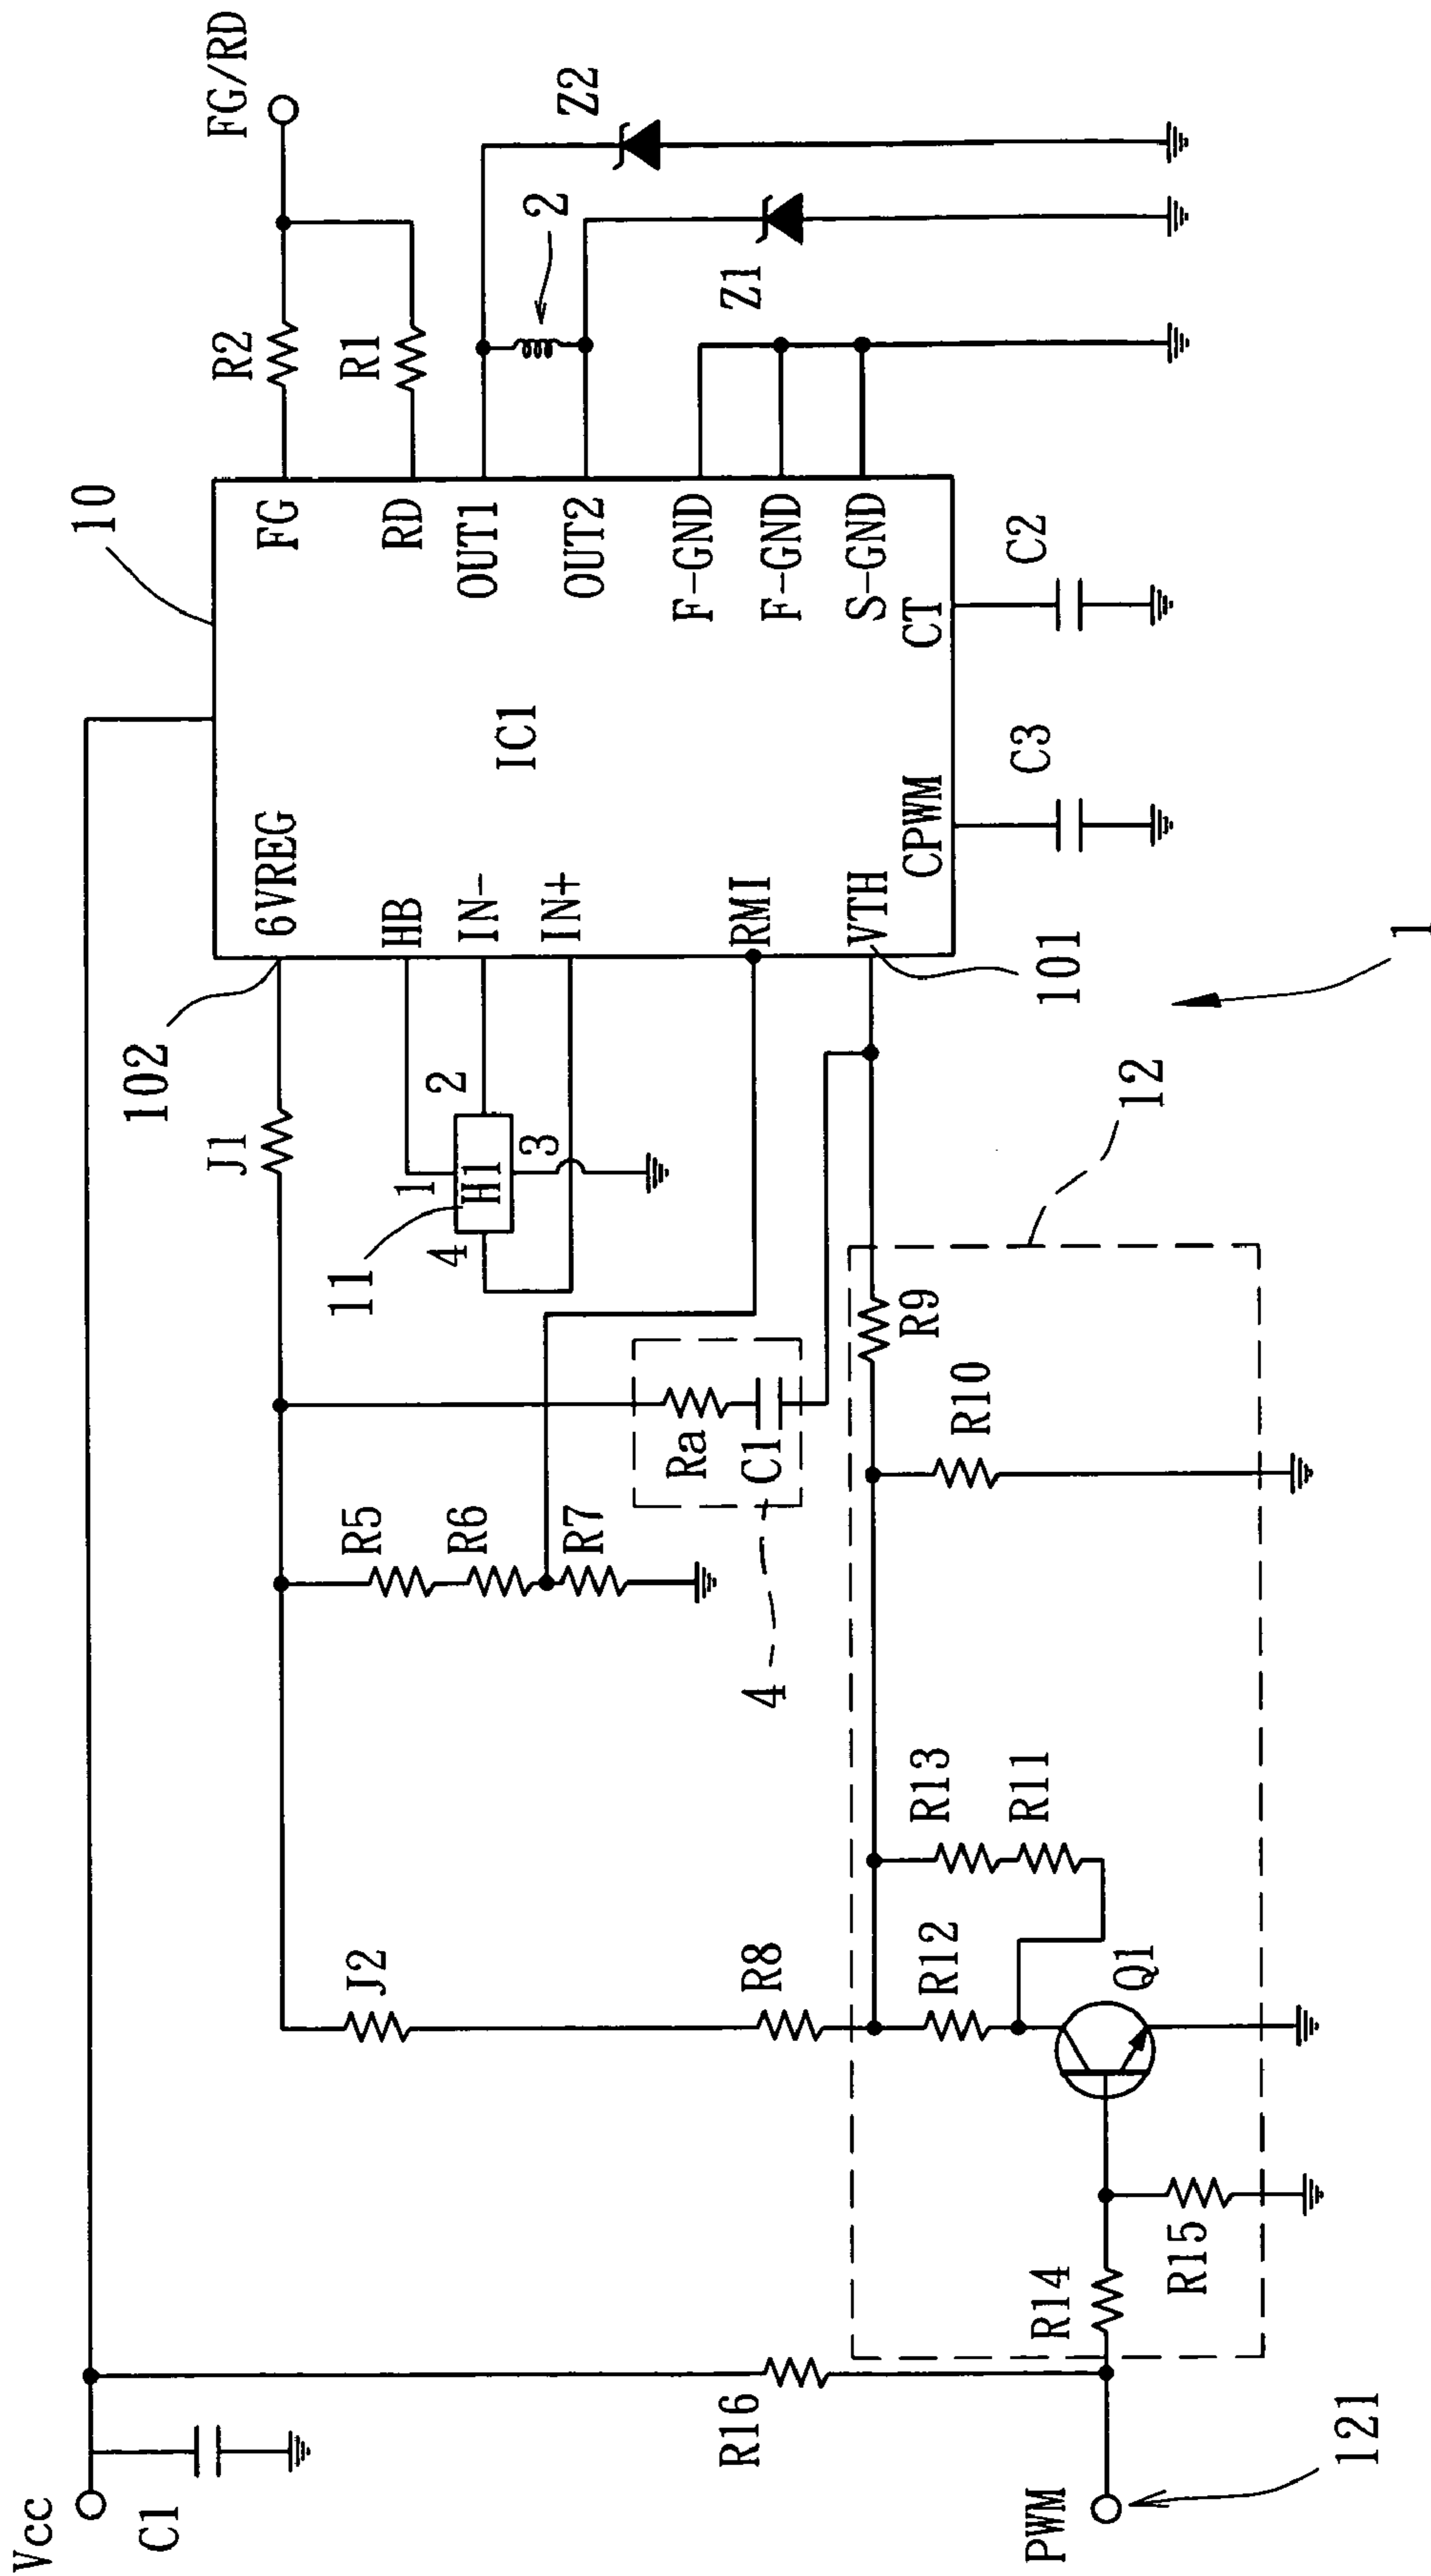 Vcc
C1
10
FG/RD
R2
R1
Z2
Z1
2
102
J1
6VREG
HB
IN-
IN+
RMI
VTH
CPWM
CT
FG
RD
OUT1
OUT2
F-GND
F-GND
S-GND
IC1
101
C3
C2
11
1
2
3
4
H1
R5
R6
R7
Ra
C1
4
J2
R8
R9
R10
12
R13
R11
R12
Q1
R14
R15
R16
PWM
121
1